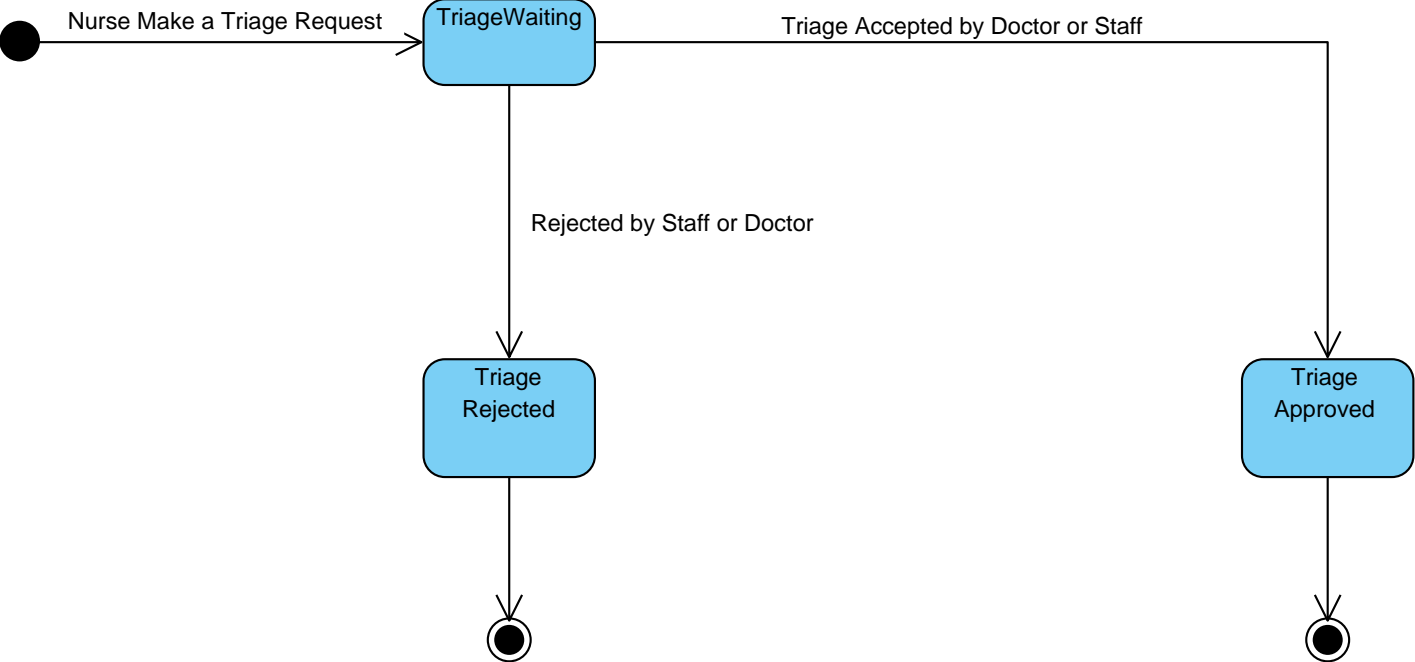 Nurse Make a Triage Request
TriageWaiting
Triage Accepted by Doctor or Staff
Rejected by Staff or Doctor
Triage
Rejected
Triage
Approved